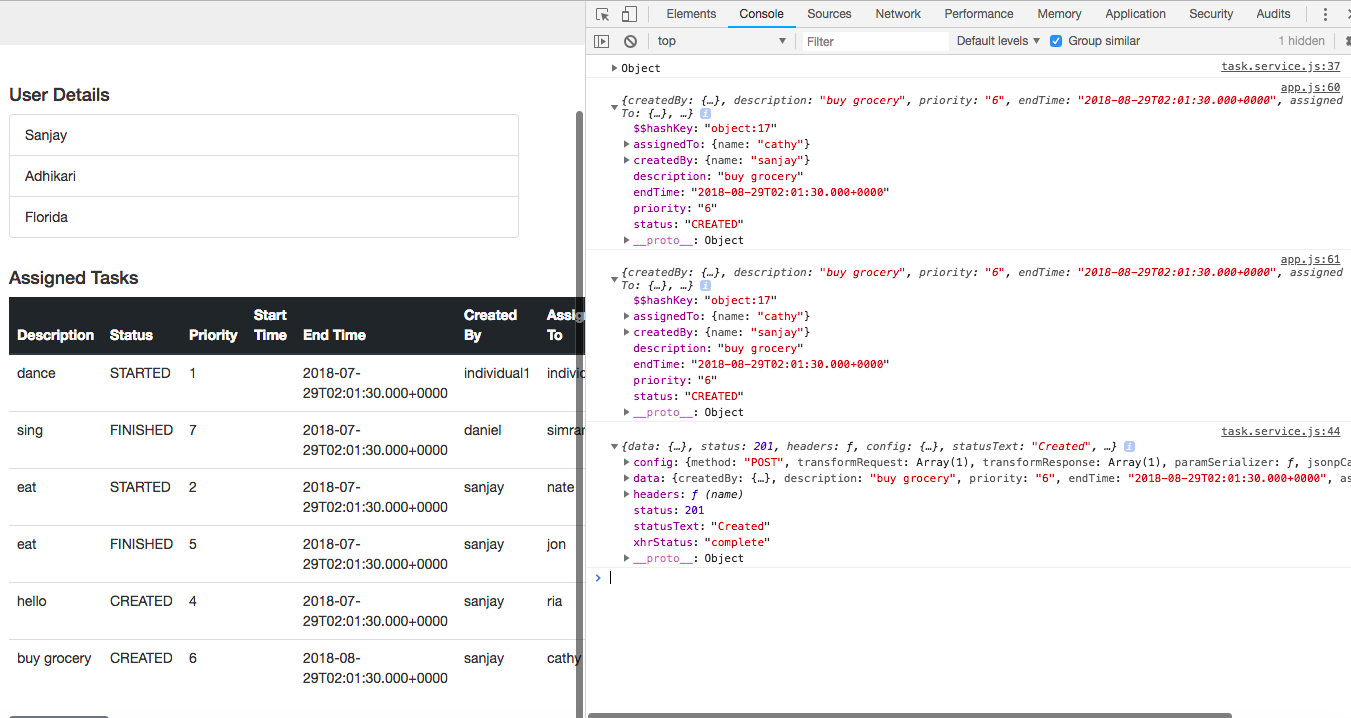 User Details
Sanjay
Adhikari
Florida
Assigned Tasks
Description Status Priority Start Time End Time Created By Assig To
dance STARTED 1 2018-07-29T02:01:30.000+0000 individual1 individ
sing FINISHED 7 2018-07-29T02:01:30.000+0000 daniel simran
eat STARTED 2 2018-07-29T02:01:30.000+0000 sanjay nate
eat FINISHED 5 2018-07-29T02:01:30.000+0000 sanjay jon
hello CREATED 4 2018-07-29T02:01:30.000+0000 sanjay ria
buy grocery CREATED 6 2018-08-29T02:01:30.000+0000 sanjay cathy
Elements Console Sources Network Performance Memory Application Security Audits
top Filter Default levels Group similar 1 hidden
Object task.service.js:37
app.js:60
{createdBy: {…}, description: "buy grocery", priority: "6", endTime: "2018-08-29T02:01:30.000+0000", assigned
To: {…}, …}
$$hashKey: "object:17"
assignedTo: {name: "cathy"}
createdBy: {name: "sanjay"}
description: "buy grocery"
endTime: "2018-08-29T02:01:30.000+0000"
priority: "6"
status: "CREATED"
__proto__: Object
app.js:61
{createdBy: {…}, description: "buy grocery", priority: "6", endTime: "2018-08-29T02:01:30.000+0000", assigned
To: {…}, …}
$$hashKey: "object:17"
assignedTo: {name: "cathy"}
createdBy: {name: "sanjay"}
description: "buy grocery"
endTime: "2018-08-29T02:01:30.000+0000"
priority: "6"
status: "CREATED"
__proto__: Object
task.service.js:44
{data: {…}, status: 201, headers: ƒ, config: {…}, statusText: "Created", …}
config: {method: "POST", transformRequest: Array(1), transformResponse: Array(1), paramSerializer: ƒ, jsonpCa
data: {createdBy: {…}, description: "buy grocery", priority: "6", endTime: "2018-08-29T02:01:30.000+0000", as
headers: ƒ (name)
status: 201
statusText: "Created"
xhrStatus: "complete"
__proto__: Object